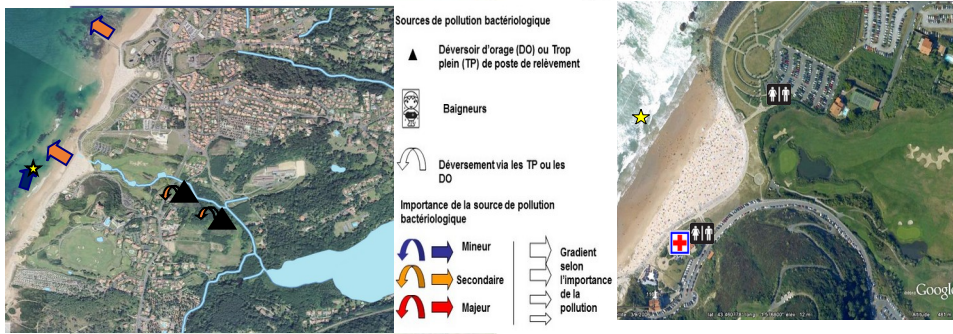 Sources de pollution bactériologique
Déversoir d'orage (DO) ou Trop
plein (TP) de poste de relèvement
Baigneurs
Déversement via les TP ou les
DO
Importance de la source de pollution
bactériologique
Mineur
Secondaire
Majeur
Gradient
selon
l'importance
de la
pollution
Google